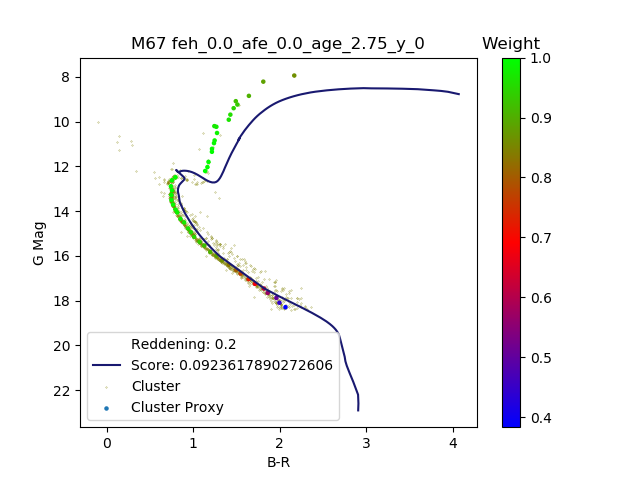 M67 feh_0.0_afe_0.0_age_2.75_y_0
Weight
8
10
12
14
16
18
20
22
G Mag
0
1
2
3
4
B-R
Reddening: 0.2
Score: 0.0923617890272606
Cluster
Cluster Proxy
1.0
0.9
0.8
0.7
0.6
0.5
0.4